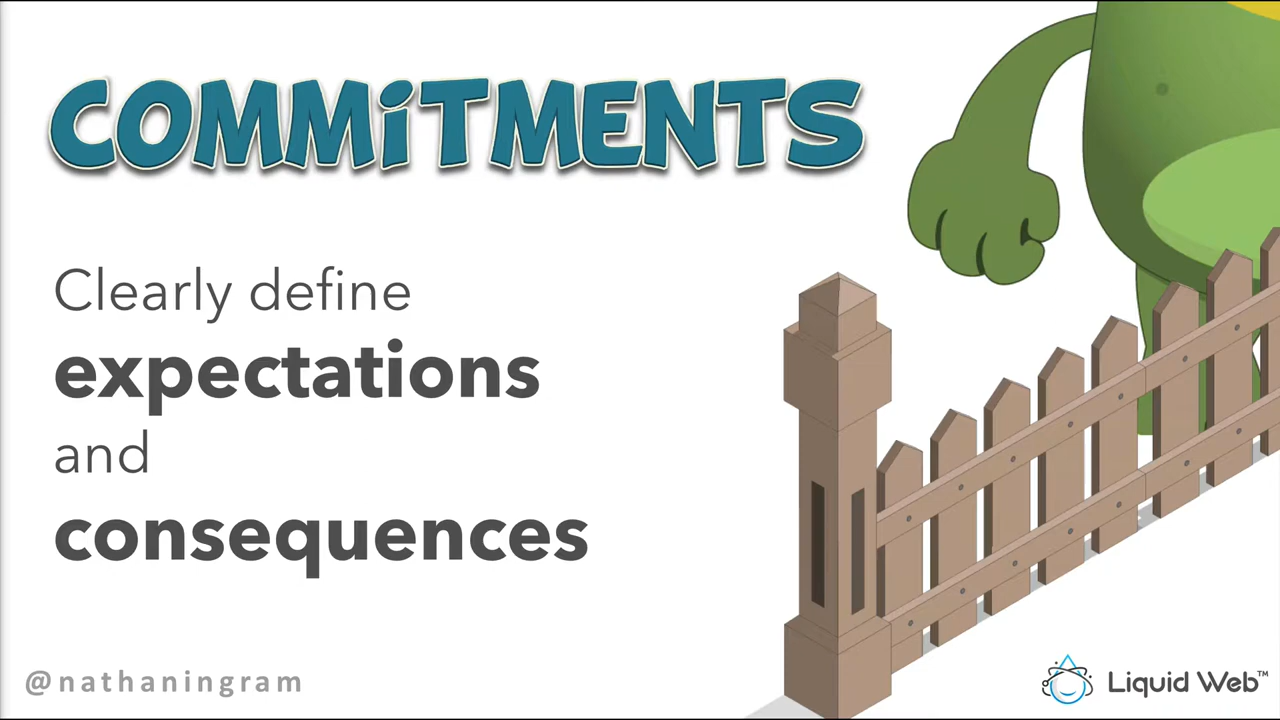 COMMiTMENTS
Clearly define
expectations
and
consequences
@nathaningram
Liquid Web™